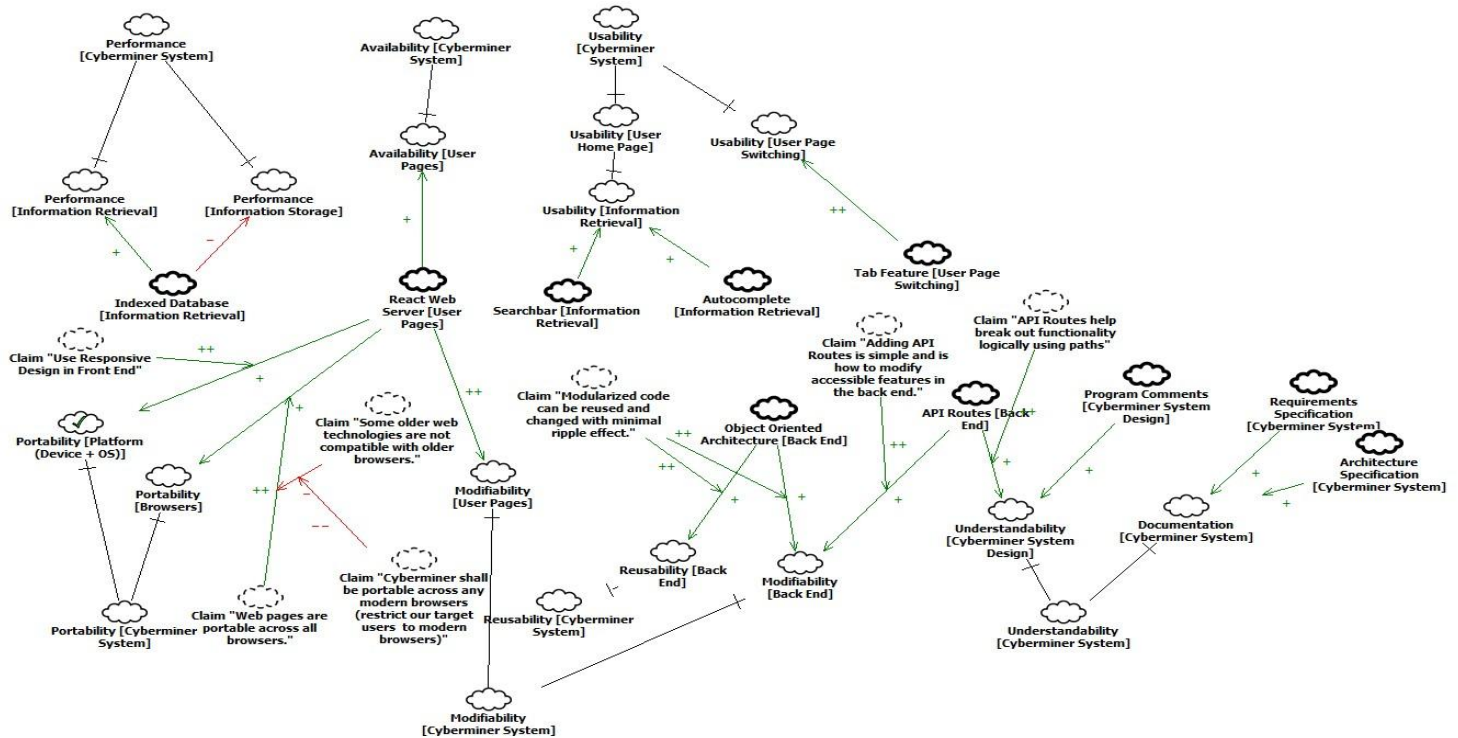 Performance
[Cyberminer System]
Availability [Cyberminer
System]
Usability
[Cyberminer
System]
Usability [User
Home Page]
Usability [User Page
Switching]
Availability [User
Pages]
Performance
[Information Retrieval]
Performance
[Information Storage]
Usability [Information
Retrieval]
+
-
+
+
+
++
Indexed Database
[Information Retrieval]
React Web
Server [User
Pages]
Searchbar [Information
Retrieval]
Autocomplete
[Information Retrieval]
Tab Feature [User Page
Switching]
Claim "Use Responsive
Design in Front End"
++
+
+
++
Claim "Some older web
technologies are not
compatible with older
browsers."
Claim "Modularized code
can be reused and
changed with minimal
ripple effect."
Claim "Adding API
Routes is simple and is
how to modify
accessible features in
the back end."
Claim "API Routes help
break out functionality
logically using paths"
Object Oriented
Architecture [Back End]
API Routes [Back
End]
++
Program Comments
[Cyberminer System
Design]
Requirements
Specification
[Cyberminer System]
Architecture
Specification
[Cyberminer System]
Portability [Platform
(Device + OS)]
Portability
[Browsers]
++
-
--
Modifiability
[User Pages]
++
++
+
+
++
+
+
+
+
+
Understandability
[Cyberminer System
Design]
Documentation
[Cyberminer System]
Reusability [Back
End]
Modifiability
[Back End]
Claim "Cyberminer shall
be portable across any
modern browsers
(restrict our target
users to modern
browsers)"
Claim "Web pages are
portable across all
browsers."
Portability [Cyberminer
System]
Reusability [Cyberminer
System]
Understandability
[Cyberminer System]
Modifiability
[Cyberminer System]